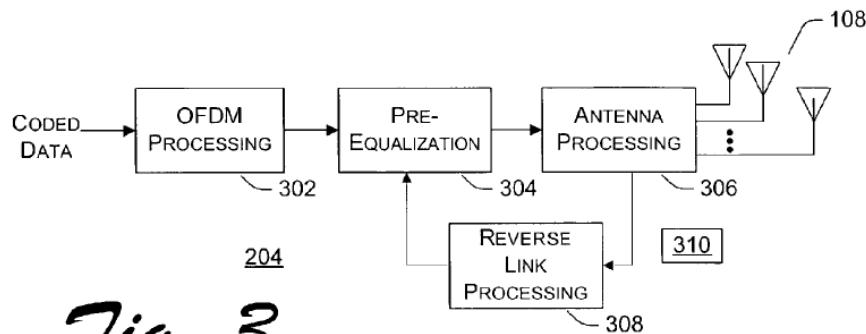 108
CODED
DATA
OFDM
PROCESSING
302
PRE-
EQUALIZATION
304
ANTENNA
PROCESSING
306
204
REVERSE
LINK
PROCESSING
308
310
Fig. 3